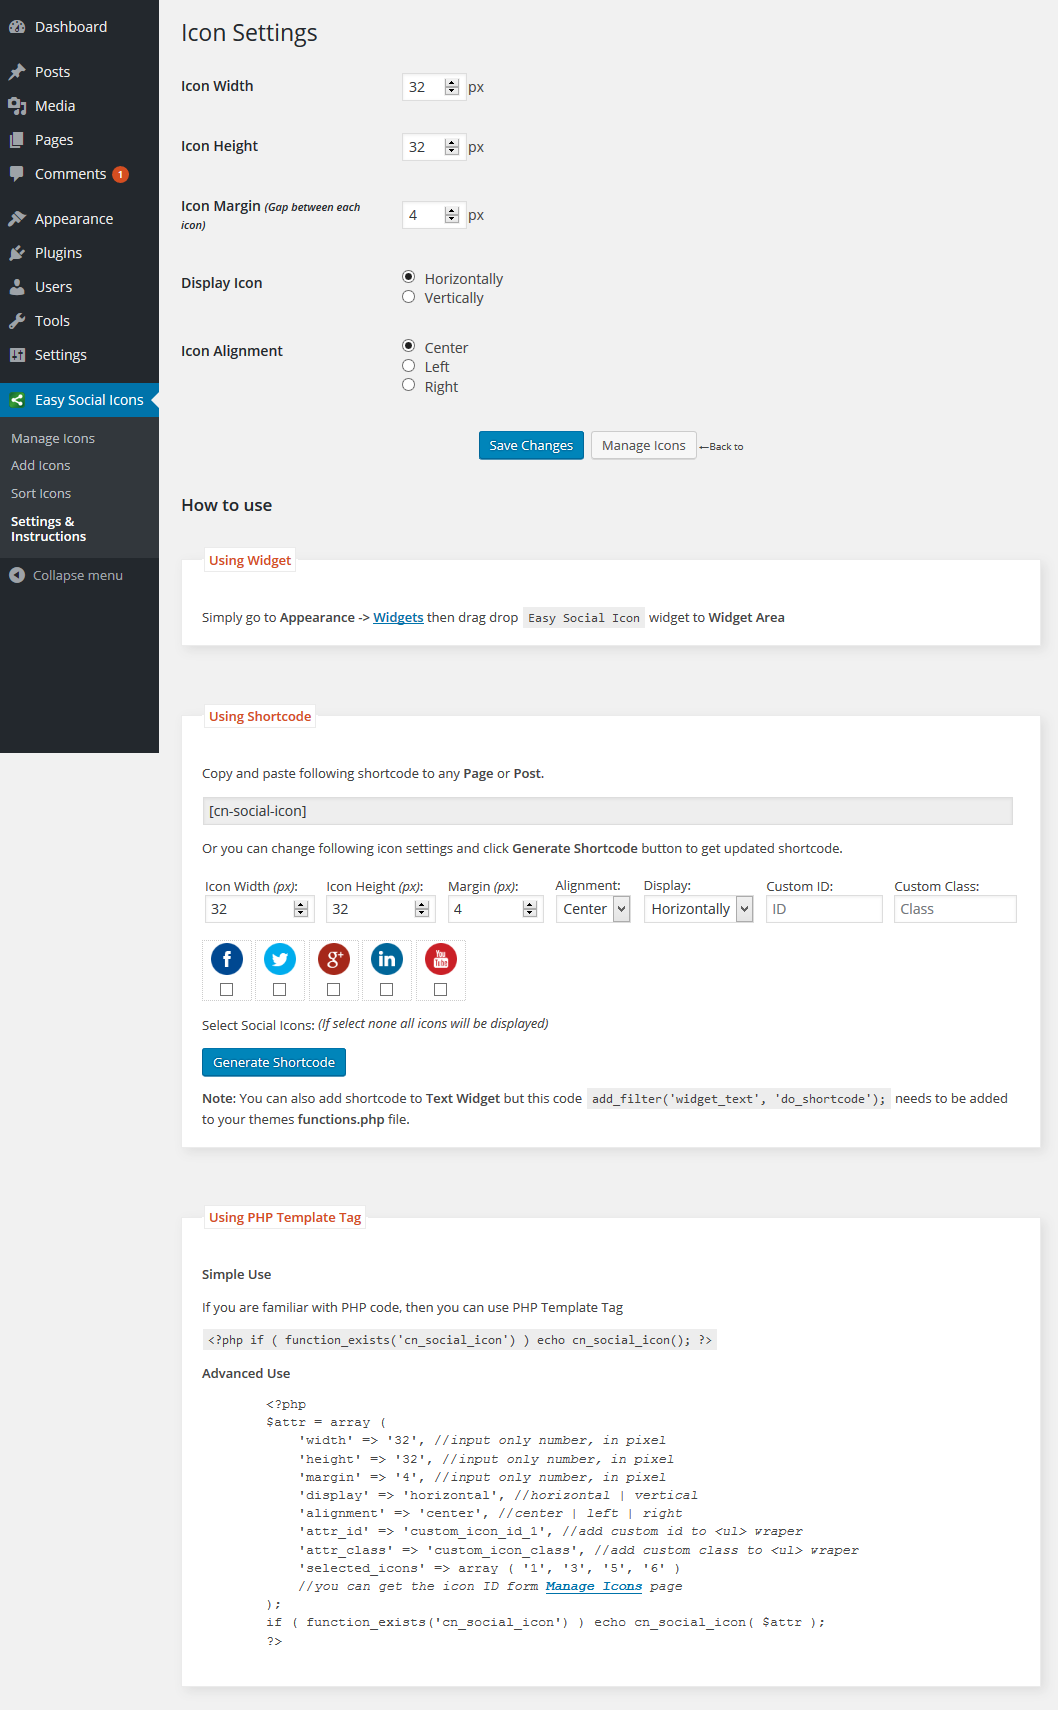 Dashboard
Posts
Media
Pages
Comments 1
Appearance
Plugins
Users
Tools
Settings
Easy Social Icons
Manage Icons
Add Icons
Sort Icons
Settings &
Instructions
Collapse menu
Icon Settings
Icon Width 32 px
Icon Height 32 px
Icon Margin (Gap between each
icon)
4 px
Display Icon
Horizontally
Vertically
Icon Alignment
Center
Left
Right
Save Changes Manage Icons ←Back to
How to use
Using Widget
Simply go to Appearance -> Widgets then drag drop Easy Social Icon widget to Widget Area
Using Shortcode
Copy and paste following shortcode to any Page or Post.
[cn-social-icon]
Or you can change following icon settings and click Generate Shortcode button to get updated shortcode.
Icon Width (px): Icon Height (px): Margin (px): Alignment: Display: Custom ID: Custom Class:
32 32 4 Center Horizontally ID Class
f g+ in You Tube
Select Social Icons: (If select none all icons will be displayed)
Generate Shortcode
Note: You can also add shortcode to Text Widget but this code add_filter('widget_text', 'do_shortcode'); needs to be added
to your themes functions.php file.
Using PHP Template Tag
Simple Use
If you are familiar with PHP code, then you can use PHP Template Tag
<?php if ( function_exists('cn_social_icon') ) echo cn_social_icon(); ?>
Advanced Use
<?php
$attr = array (
'width' => '32', //input only number, in pixel
'height' => '32', //input only number, in pixel
'margin' => '4', //input only number, in pixel
'display' => 'horizontal', //horizontal | vertical
'alignment' => 'center', //center | left | right
'attr_id' => 'custom_icon_id_1', //add custom id to <ul> wraper
'attr_class' => 'custom_icon_class', //add custom class to <ul> wraper
'selected_icons' => array ( '1', '3', '5', '6' )
//you can get the icon ID form Manage Icons page
);
if ( function_exists('cn_social_icon') ) echo cn_social_icon( $attr );
?>